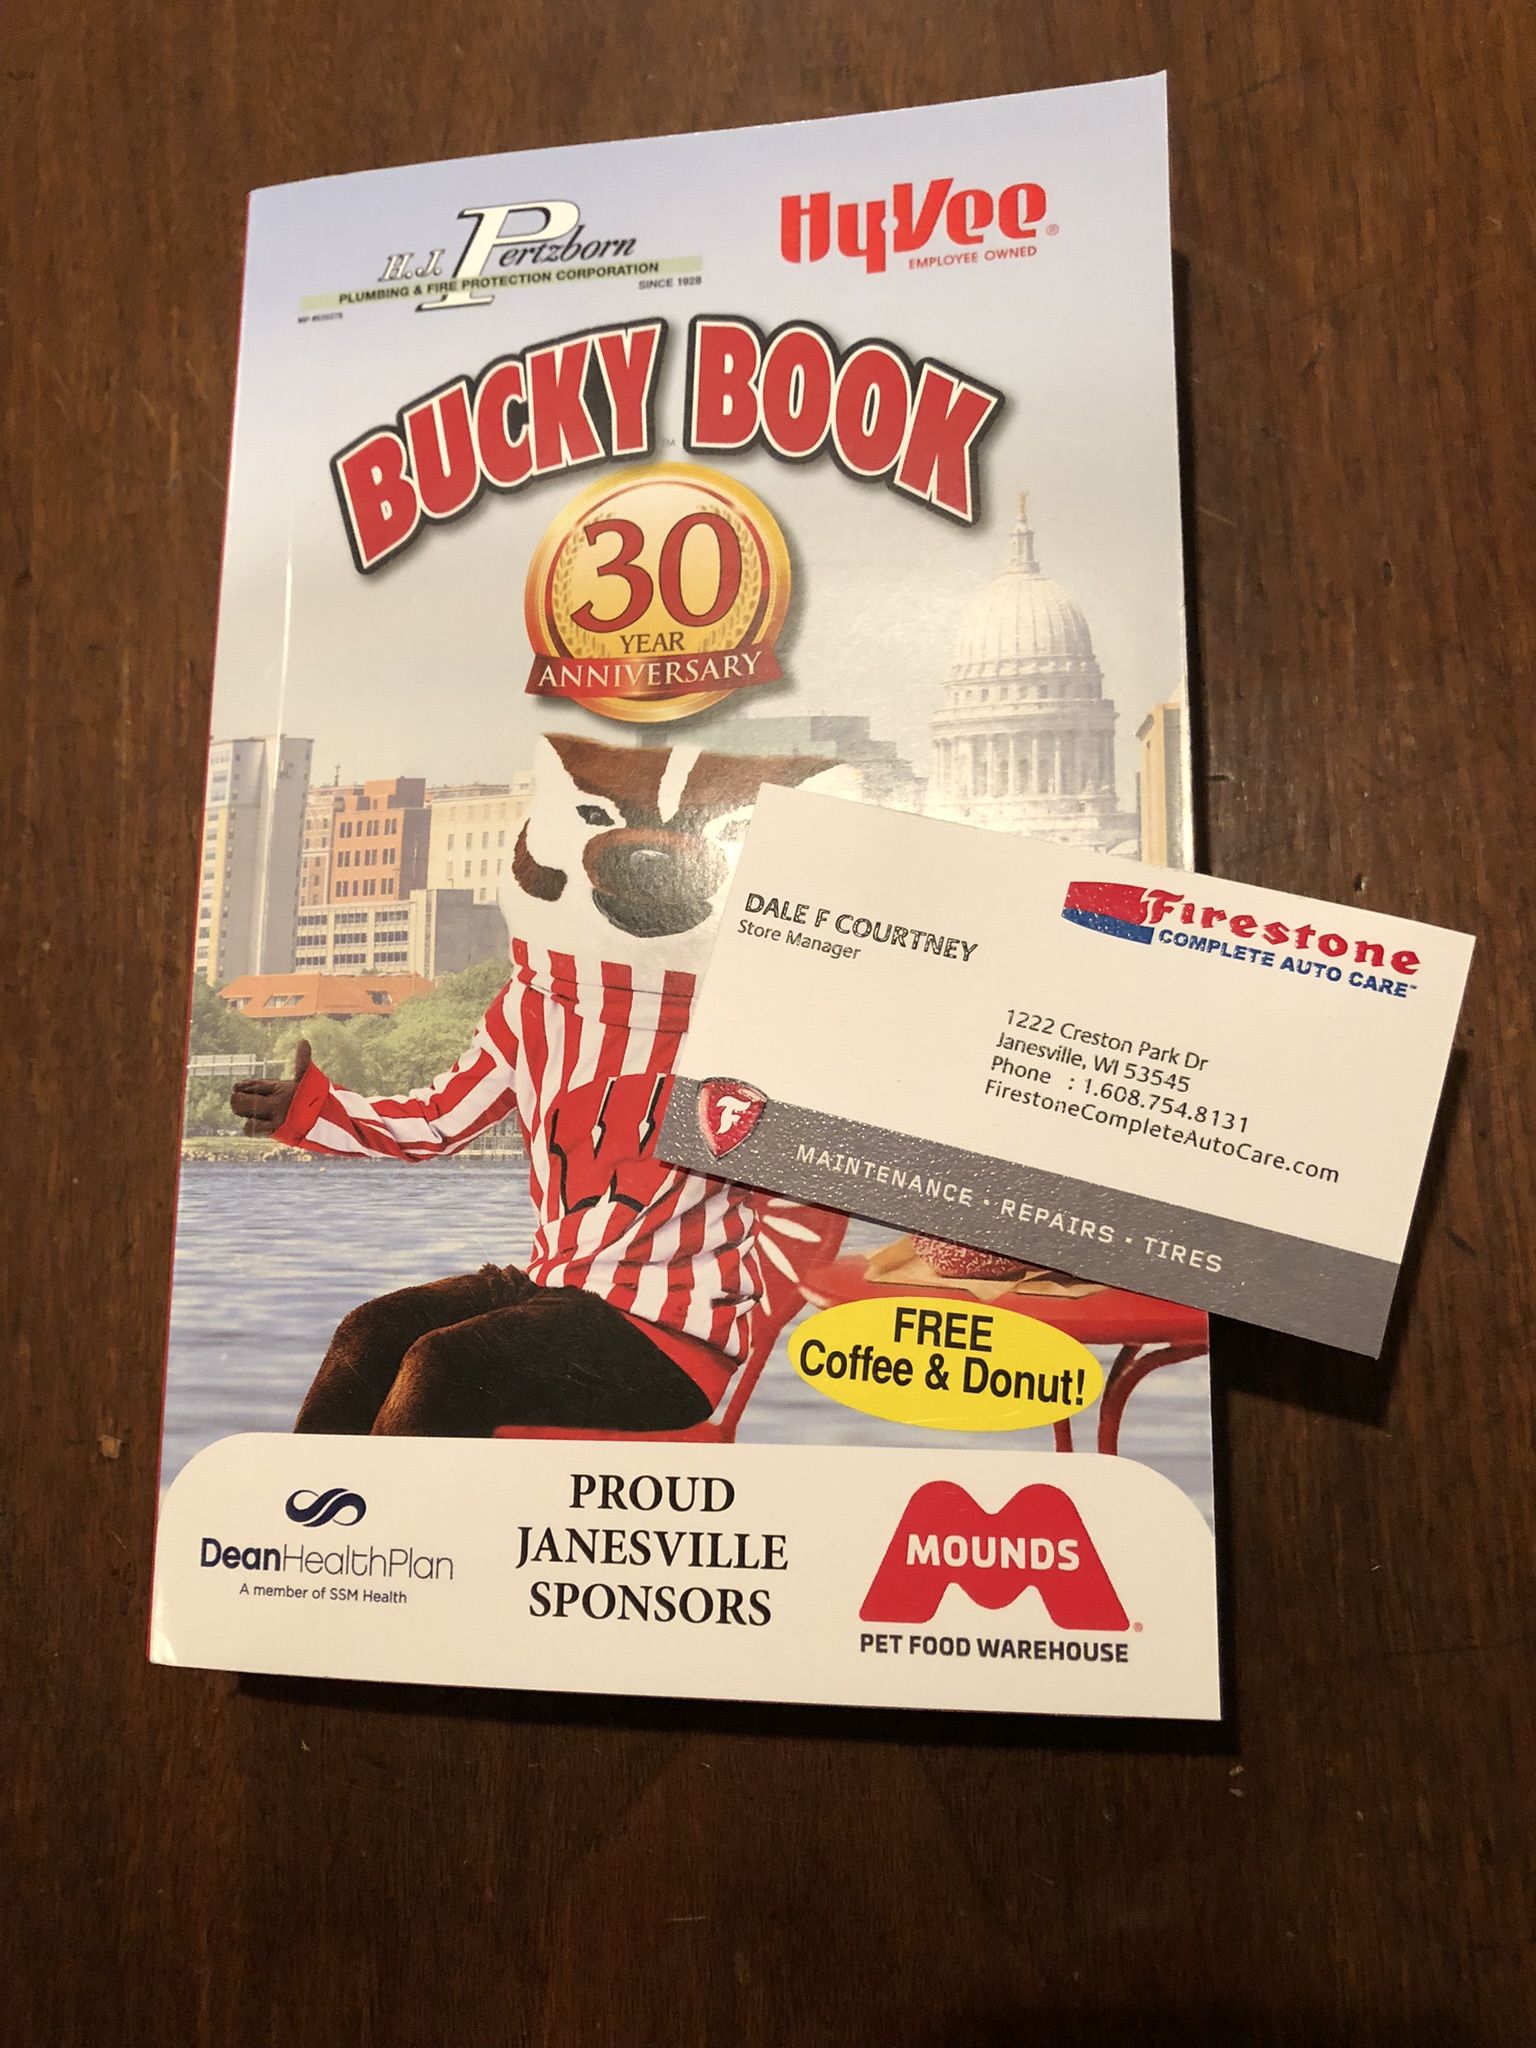 H.J. Pertzborn
PLUMBING & FIRE PROTECTION CORPORATION
SINCE 1928
HyVee®
EMPLOYEE OWNED
BUCKY BOOK™
30
YEAR
ANNIVERSARY
DALE F COURTNEY
Store Manager
Firestone
COMPLETE AUTO CARE™
1222 Creston Park Dr
Janesville, WI 53545
Phone : 1.608.754.8131
FirestoneCompleteAutoCare.com
F
MAINTENANCE • REPAIRS • TIRES
W
FREE
Coffee & Donut!
DeanHealthPlan
A member of SSM Health
PROUD
JANESVILLE
SPONSORS
MOUNDS®
PET FOOD WAREHOUSE